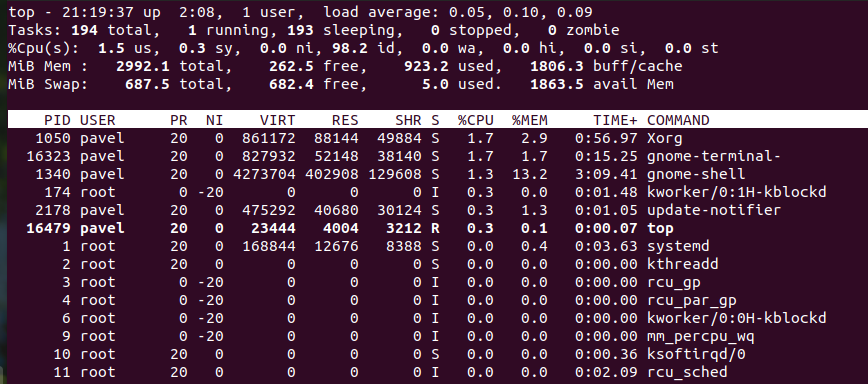 top - 21:19:37 up  2:08,  1 user,  load average: 0.05, 0.10, 0.09
Tasks: 194 total,   1 running, 193 sleeping,   0 stopped,   0 zombie
%Cpu(s):  1.5 us,  0.3 sy,  0.0 ni, 98.2 id,  0.0 wa,  0.0 hi,  0.0 si,  0.0 st
MiB Mem :   2992.1 total,    262.5 free,    923.2 used,   1806.3 buff/cache
MiB Swap:    687.5 total,    682.4 free,      5.0 used.   1863.5 avail Mem
    PID USER      PR  NI    VIRT    RES    SHR S  %CPU  %MEM     TIME+ COMMAND
   1050 pavel     20   0  861172  88144  49884 S   1.7   2.9   0:56.97 Xorg
  16323 pavel     20   0  827932  52148  38140 S   1.7   1.7   0:15.25 gnome-terminal-
   1340 pavel     20   0 4273704 402908 129608 S   1.3  13.2   3:09.41 gnome-shell
    174 root       0 -20       0      0      0 I   0.3   0.0   0:01.48 kworker/0:1H-kblockd
   2178 pavel     20   0  475292  40680  30124 S   0.3   1.3   0:01.05 update-notifier
  16479 pavel     20   0   23444   4004   3212 R   0.3   0.1   0:00.07 top
      1 root      20   0  168844  12676   8388 S   0.0   0.4   0:03.63 systemd
      2 root      20   0       0      0      0 S   0.0   0.0   0:00.00 kthreadd
      3 root       0 -20       0      0      0 I   0.0   0.0   0:00.00 rcu_gp
      4 root       0 -20       0      0      0 I   0.0   0.0   0:00.00 rcu_par_gp
      6 root       0 -20       0      0      0 I   0.0   0.0   0:00.00 kworker/0:0H-kblockd
      9 root       0 -20       0      0      0 I   0.0   0.0   0:00.00 mm_percpu_wq
     10 root      20   0       0      0      0 S   0.0   0.0   0:00.36 ksoftirqd/0
     11 root      20   0       0      0      0 I   0.0   0.0   0:02.09 rcu_sched